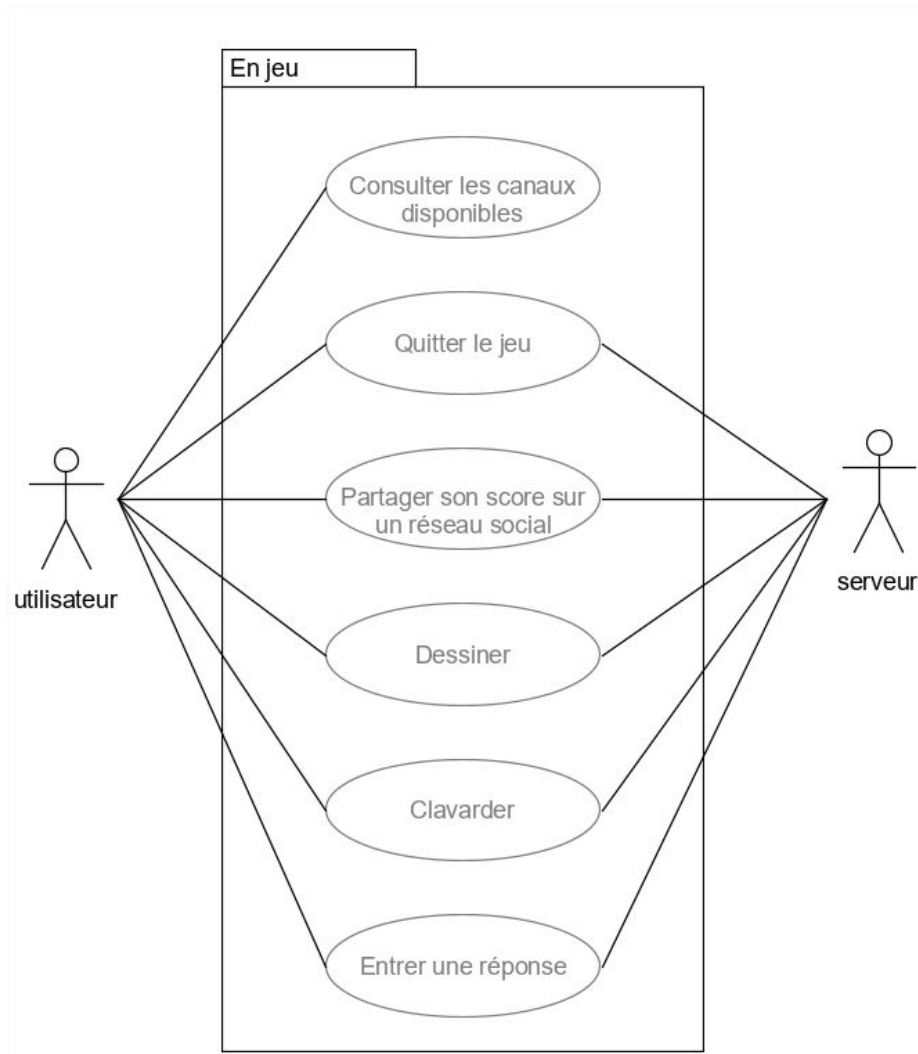 En jeu
Consulter les canaux
disponibles
Quitter le jeu
Partager son score sur
un réseau social
utilisateur
serveur
Dessiner
Clavarder
Entrer une réponse